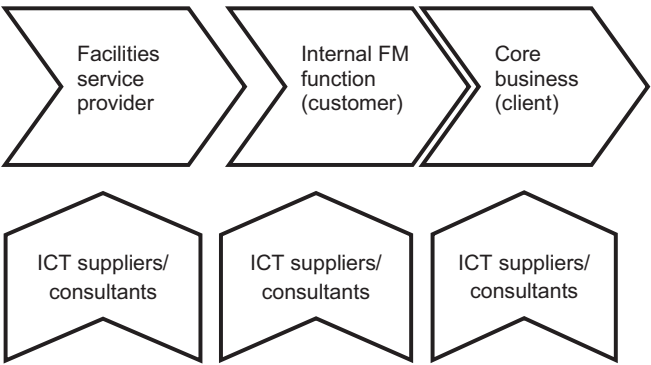 Facilities
service
provider
Internal FM
function
(customer)
Core
business
(client)
ICT suppliers/
consultants
ICT suppliers/
consultants
ICT suppliers/
consultants